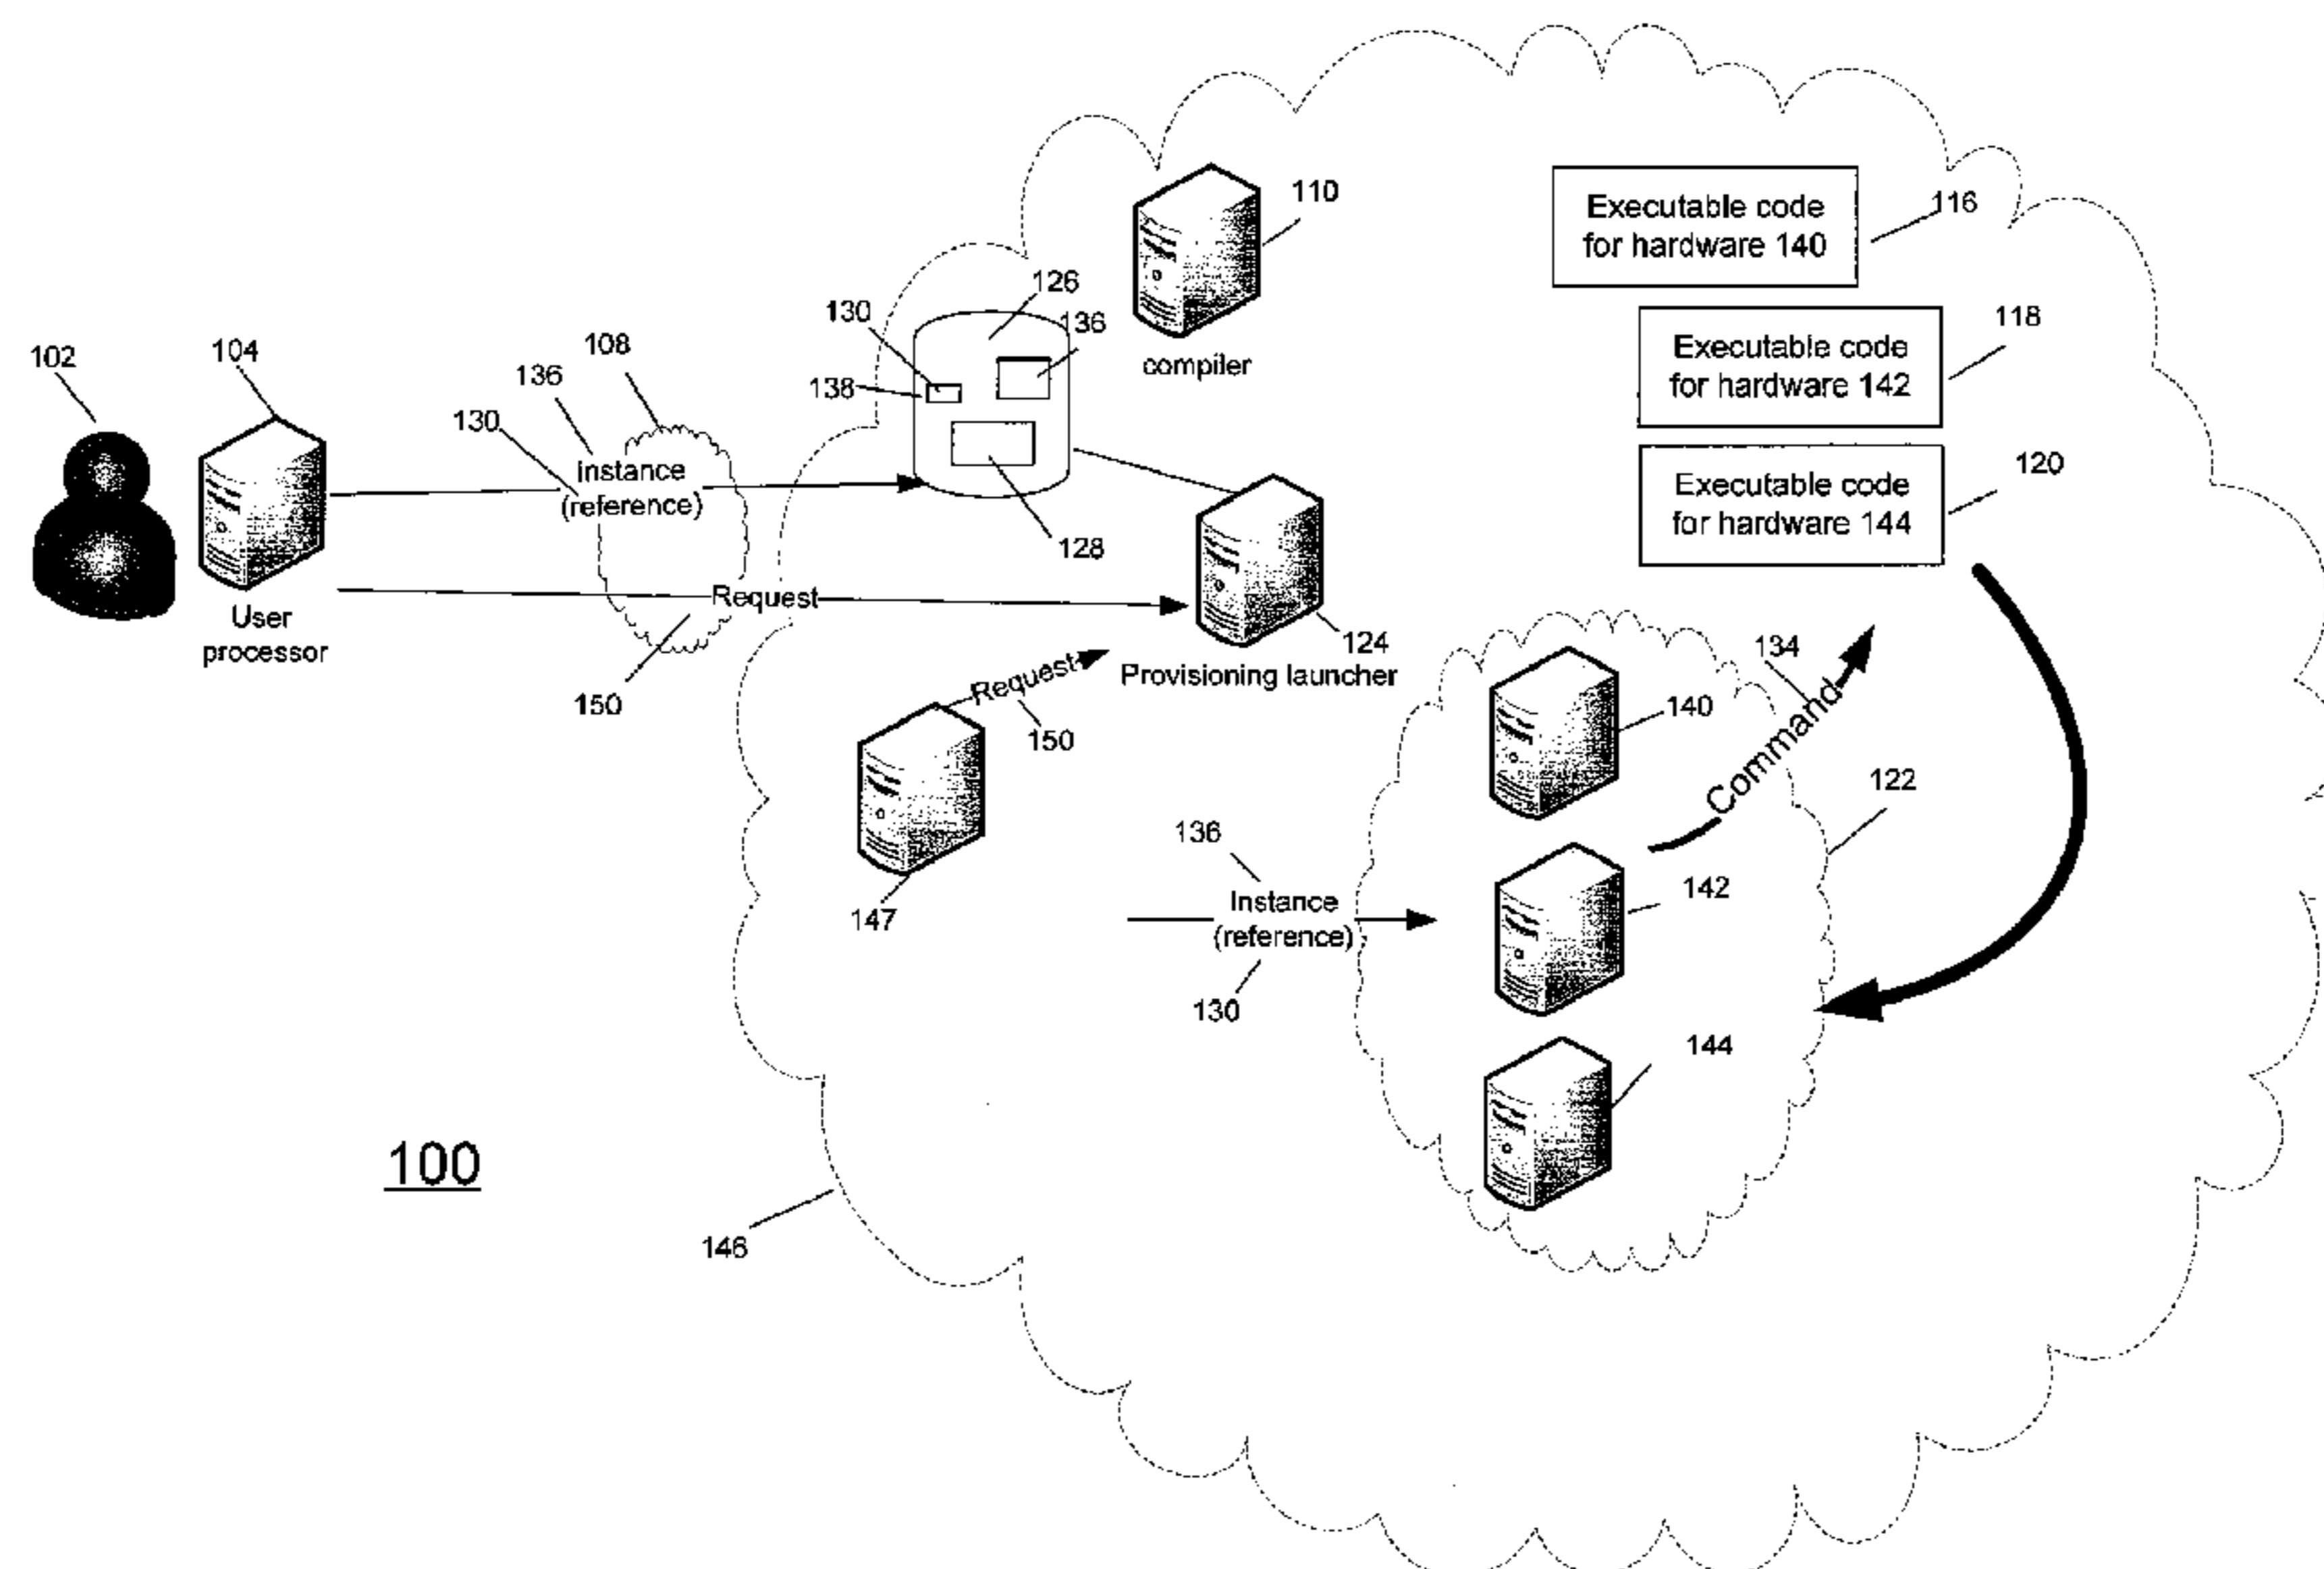 110
Executable code
for hardware 140
116
126
130
136
138
compiler
Executable code
for hardware 142
118
102
104
108
136
130
Instance
(reference)
128
Executable code
for hardware 144
120
User
processor
Request
150
124
Provisioning launcher
Request
150
147
134
Command
140
122
136
Instance
(reference)
130
142
144
100
146